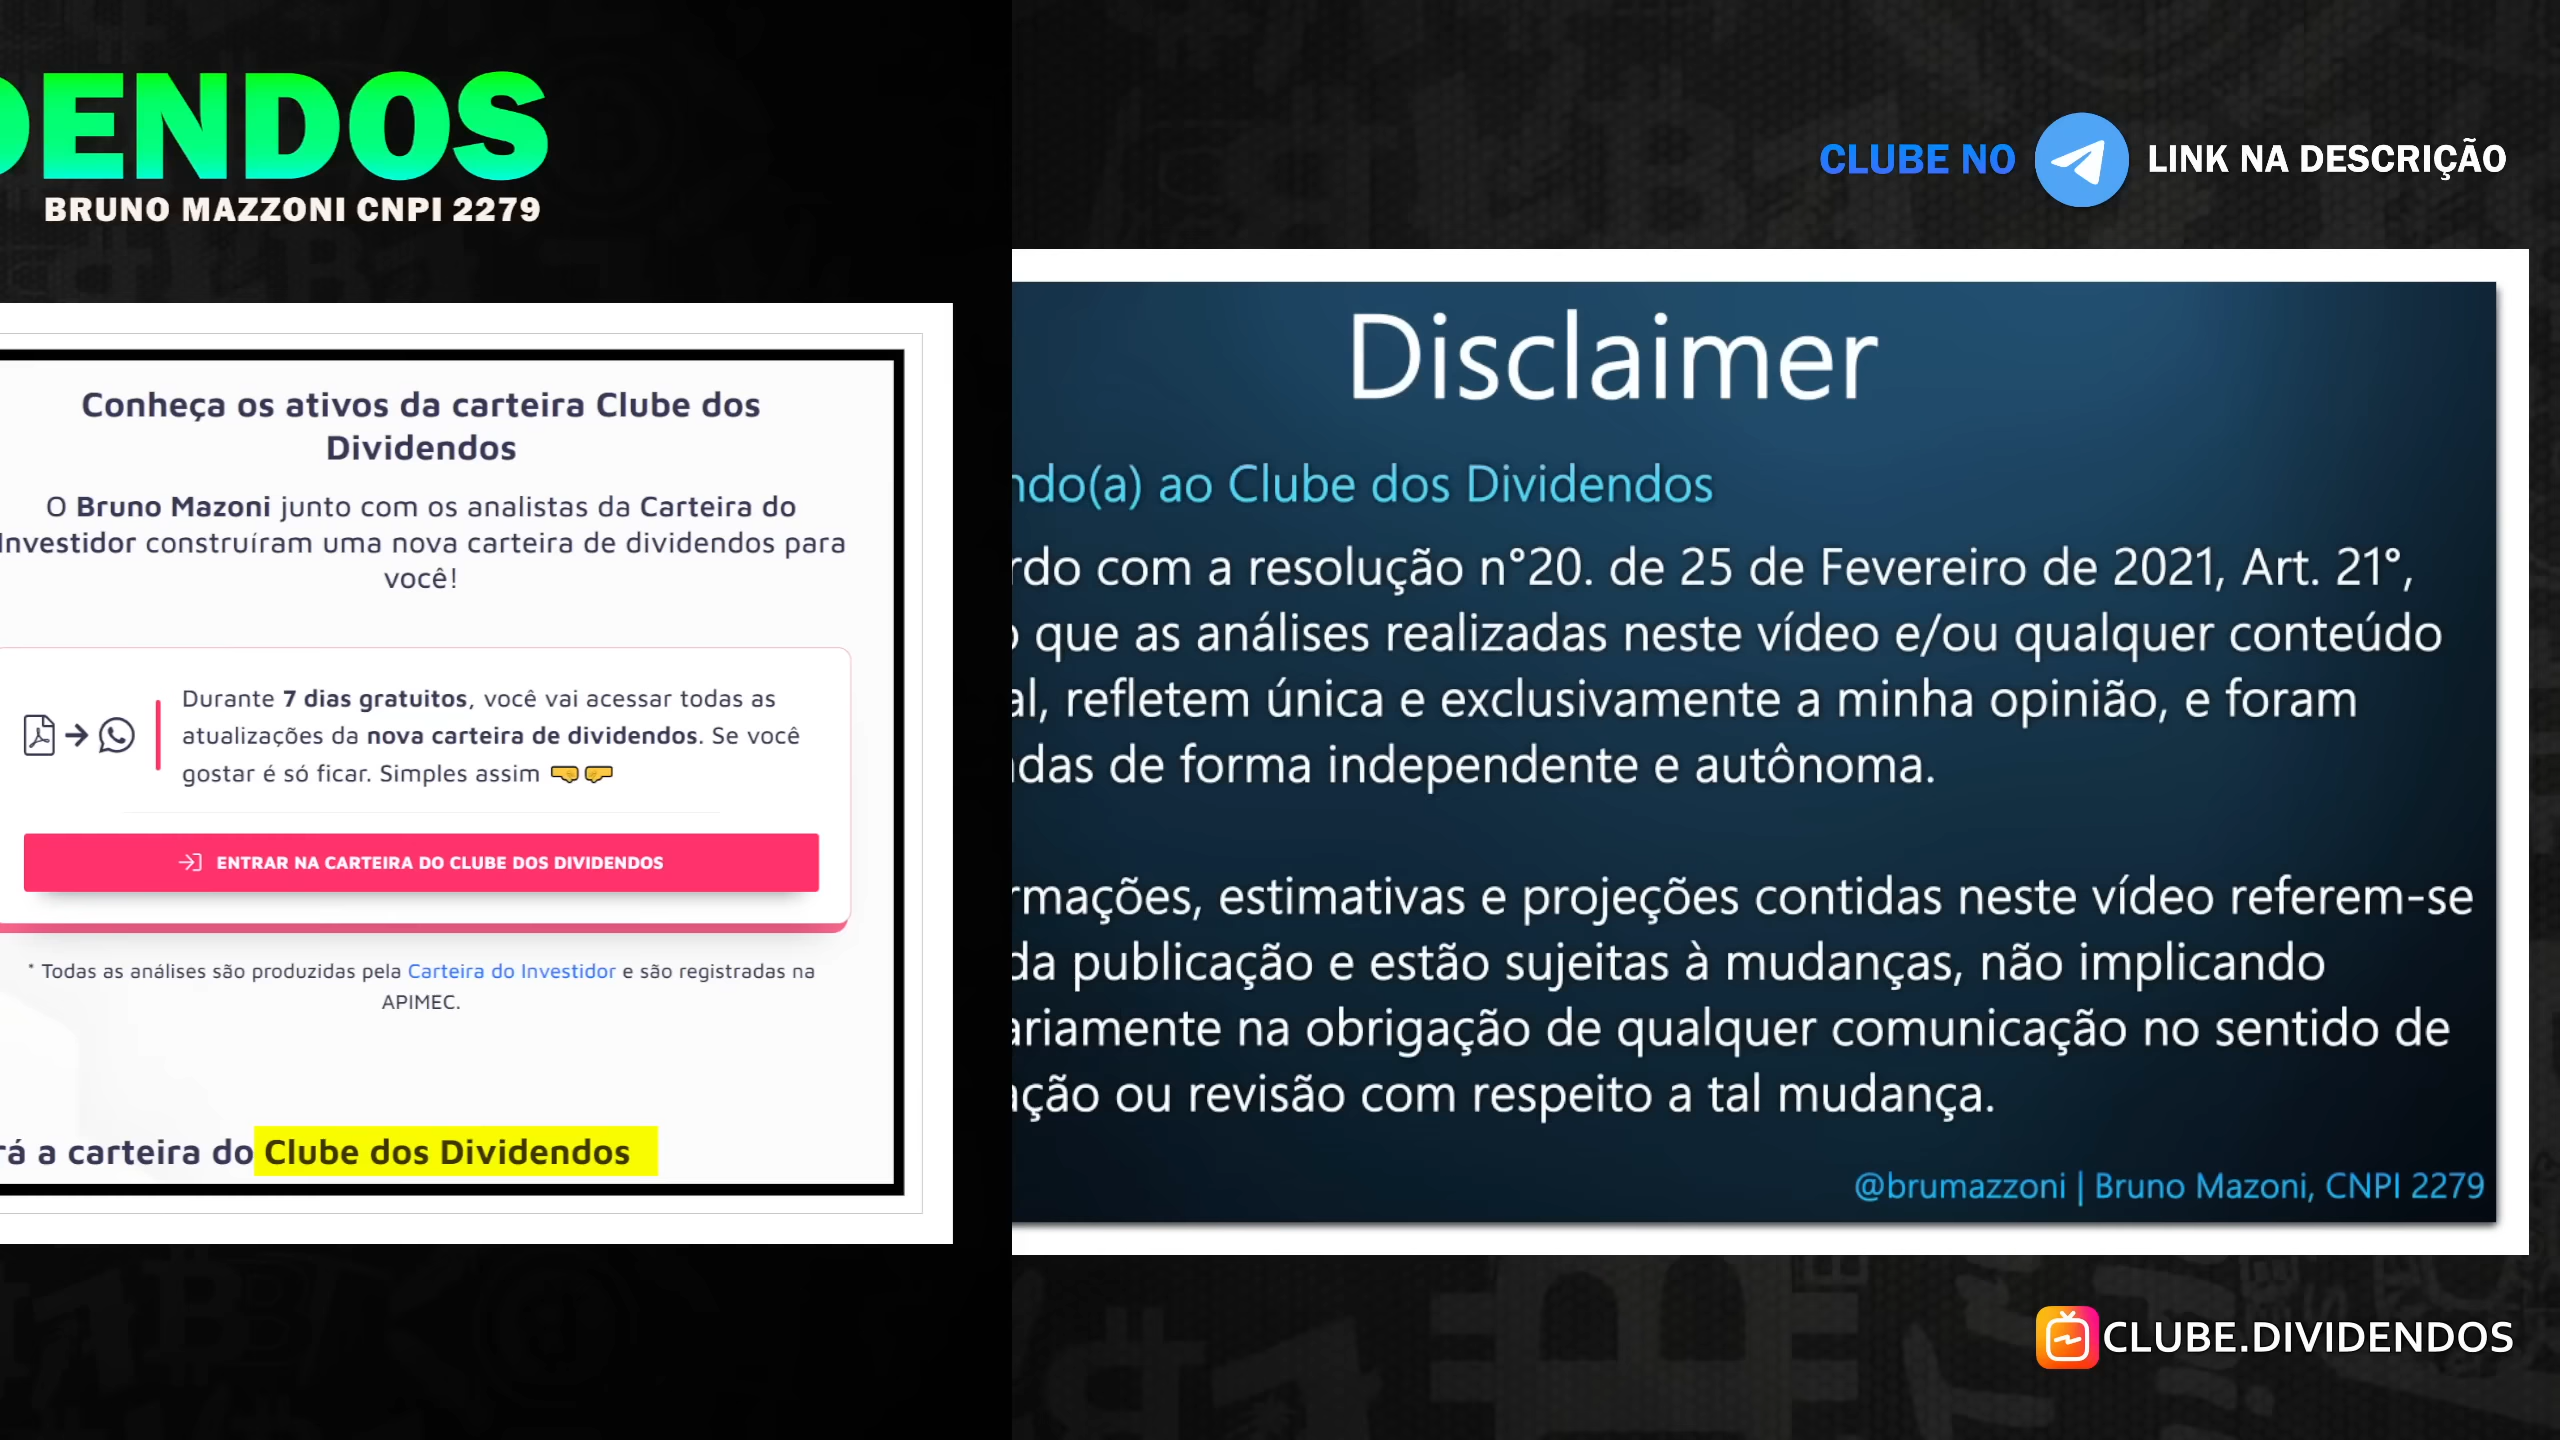 DENDOS
BRUNO MAZZONI CNPI 2279
Conheça os ativos da carteira Clube dos
Dividendos
O Bruno Mazoni junto com os analistas da Carteira do
Investidor construíram uma nova carteira de dividendos para
você!
Durante 7 dias gratuitos, você vai acessar todas as
atualizações da nova carteira de dividendos. Se você
gostar é só ficar. Simples assim 🤜🤛
ENTRAR NA CARTEIRA DO CLUBE DOS DIVIDENDOS
* Todas as análises são produzidas pela Carteira do Investidor e são registradas na
APIMEC.
rá a carteira do Clube dos Dividendos
CLUBE NO LINK NA DESCRIÇÃO
Disclaimer
ndo(a) ao Clube dos Dividendos
rdo com a resolução n°20. de 25 de Fevereiro de 2021, Art. 21°,
o que as análises realizadas neste vídeo e/ou qualquer conteúdo
al, refletem única e exclusivamente a minha opinião, e foram
das de forma independente e autônoma.
rmações, estimativas e projeções contidas neste vídeo referem-se
da publicação e estão sujeitas à mudanças, não implicando
ariamente na obrigação de qualquer comunicação no sentido de
ação ou revisão com respeito a tal mudança.
@brumazzoni | Bruno Mazoni, CNPI 2279
CLUBE.DIVIDENDOS